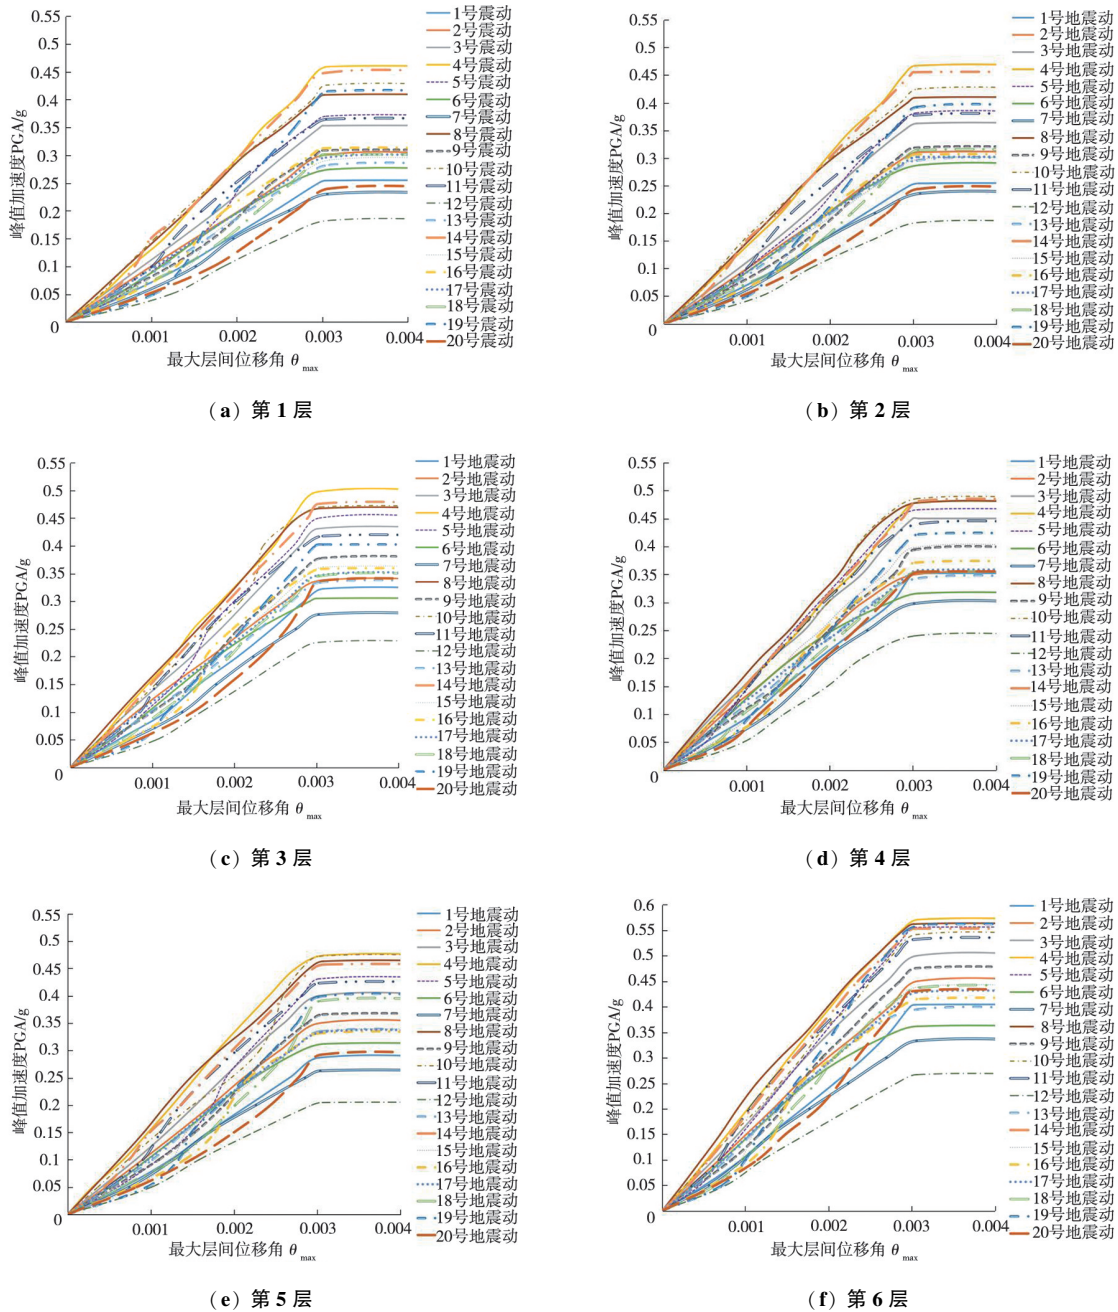 0.55
0.5
0.45
0.4
0.35
0.3
0.25
0.2
0.15
0.1
0.05
0
峰值加速度PGA/g
0.001 0.002 0.003 0.004
最大层间位移角 θmax
1号震动
2号震动
3号震动
4号震动
5号震动
6号震动
7号震动
8号震动
9号震动
10号震动
11号震动
12号震动
13号震动
14号震动
15号震动
16号震动
17号震动
18号震动
19号震动
20号震动
(a) 第 1 层
0.55
0.5
0.45
0.4
0.35
0.3
0.25
0.2
0.15
0.1
0.05
0
峰值加速度PGA/g
0.001 0.002 0.003 0.004
最大层间位移角 θmax
1号地震动
2号地震动
3号地震动
4号地震动
5号地震动
6号地震动
7号地震动
8号地震动
9号地震动
10号地震动
11号地震动
12号地震动
13号地震动
14号地震动
15号地震动
16号地震动
17号地震动
18号地震动
19号地震动
20号地震动
(b) 第 2 层
0.55
0.5
0.45
0.4
0.35
0.3
0.25
0.2
0.15
0.1
0.05
0
峰值加速度PGA/g
0.001 0.002 0.003 0.004
最大层间位移角 θmax
1号地震动
2号地震动
3号地震动
4号地震动
5号地震动
6号地震动
7号地震动
8号地震动
9号地震动
10号地震动
11号地震动
12号地震动
13号地震动
14号地震动
15号地震动
16号地震动
17号地震动
18号地震动
19号地震动
20号地震动
(c) 第 3 层
0.55
0.5
0.45
0.4
0.35
0.3
0.25
0.2
0.15
0.1
0.05
0
峰值加速度PGA/g
0.001 0.002 0.003 0.004
最大层间位移角 θmax
1号地震动
2号地震动
3号地震动
4号地震动
5号地震动
6号地震动
7号地震动
8号地震动
9号地震动
10号地震动
11号地震动
12号地震动
13号地震动
14号地震动
15号地震动
16号地震动
17号地震动
18号地震动
19号地震动
20号地震动
(d) 第 4 层
0.55
0.5
0.45
0.4
0.35
0.3
0.25
0.2
0.15
0.1
0.05
0
峰值加速度PGA/g
0.001 0.002 0.003 0.004
最大层间位移角 θmax
1号地震动
2号地震动
3号地震动
4号地震动
5号地震动
6号地震动
7号地震动
8号地震动
9号地震动
10号地震动
11号地震动
12号地震动
13号地震动
14号地震动
15号地震动
16号地震动
17号地震动
18号地震动
19号地震动
20号地震动
(e) 第 5 层
0.6
0.55
0.5
0.45
0.4
0.35
0.3
0.25
0.2
0.15
0.1
0.05
0
峰值加速度PGA/g
0.001 0.002 0.003 0.004
最大层间位移角 θmax
1号地震动
2号地震动
3号地震动
4号地震动
5号地震动
6号地震动
7号地震动
8号地震动
9号地震动
10号地震动
11号地震动
12号地震动
13号地震动
14号地震动
15号地震动
16号地震动
17号地震动
18号地震动
19号地震动
20号地震动
(f) 第 6 层